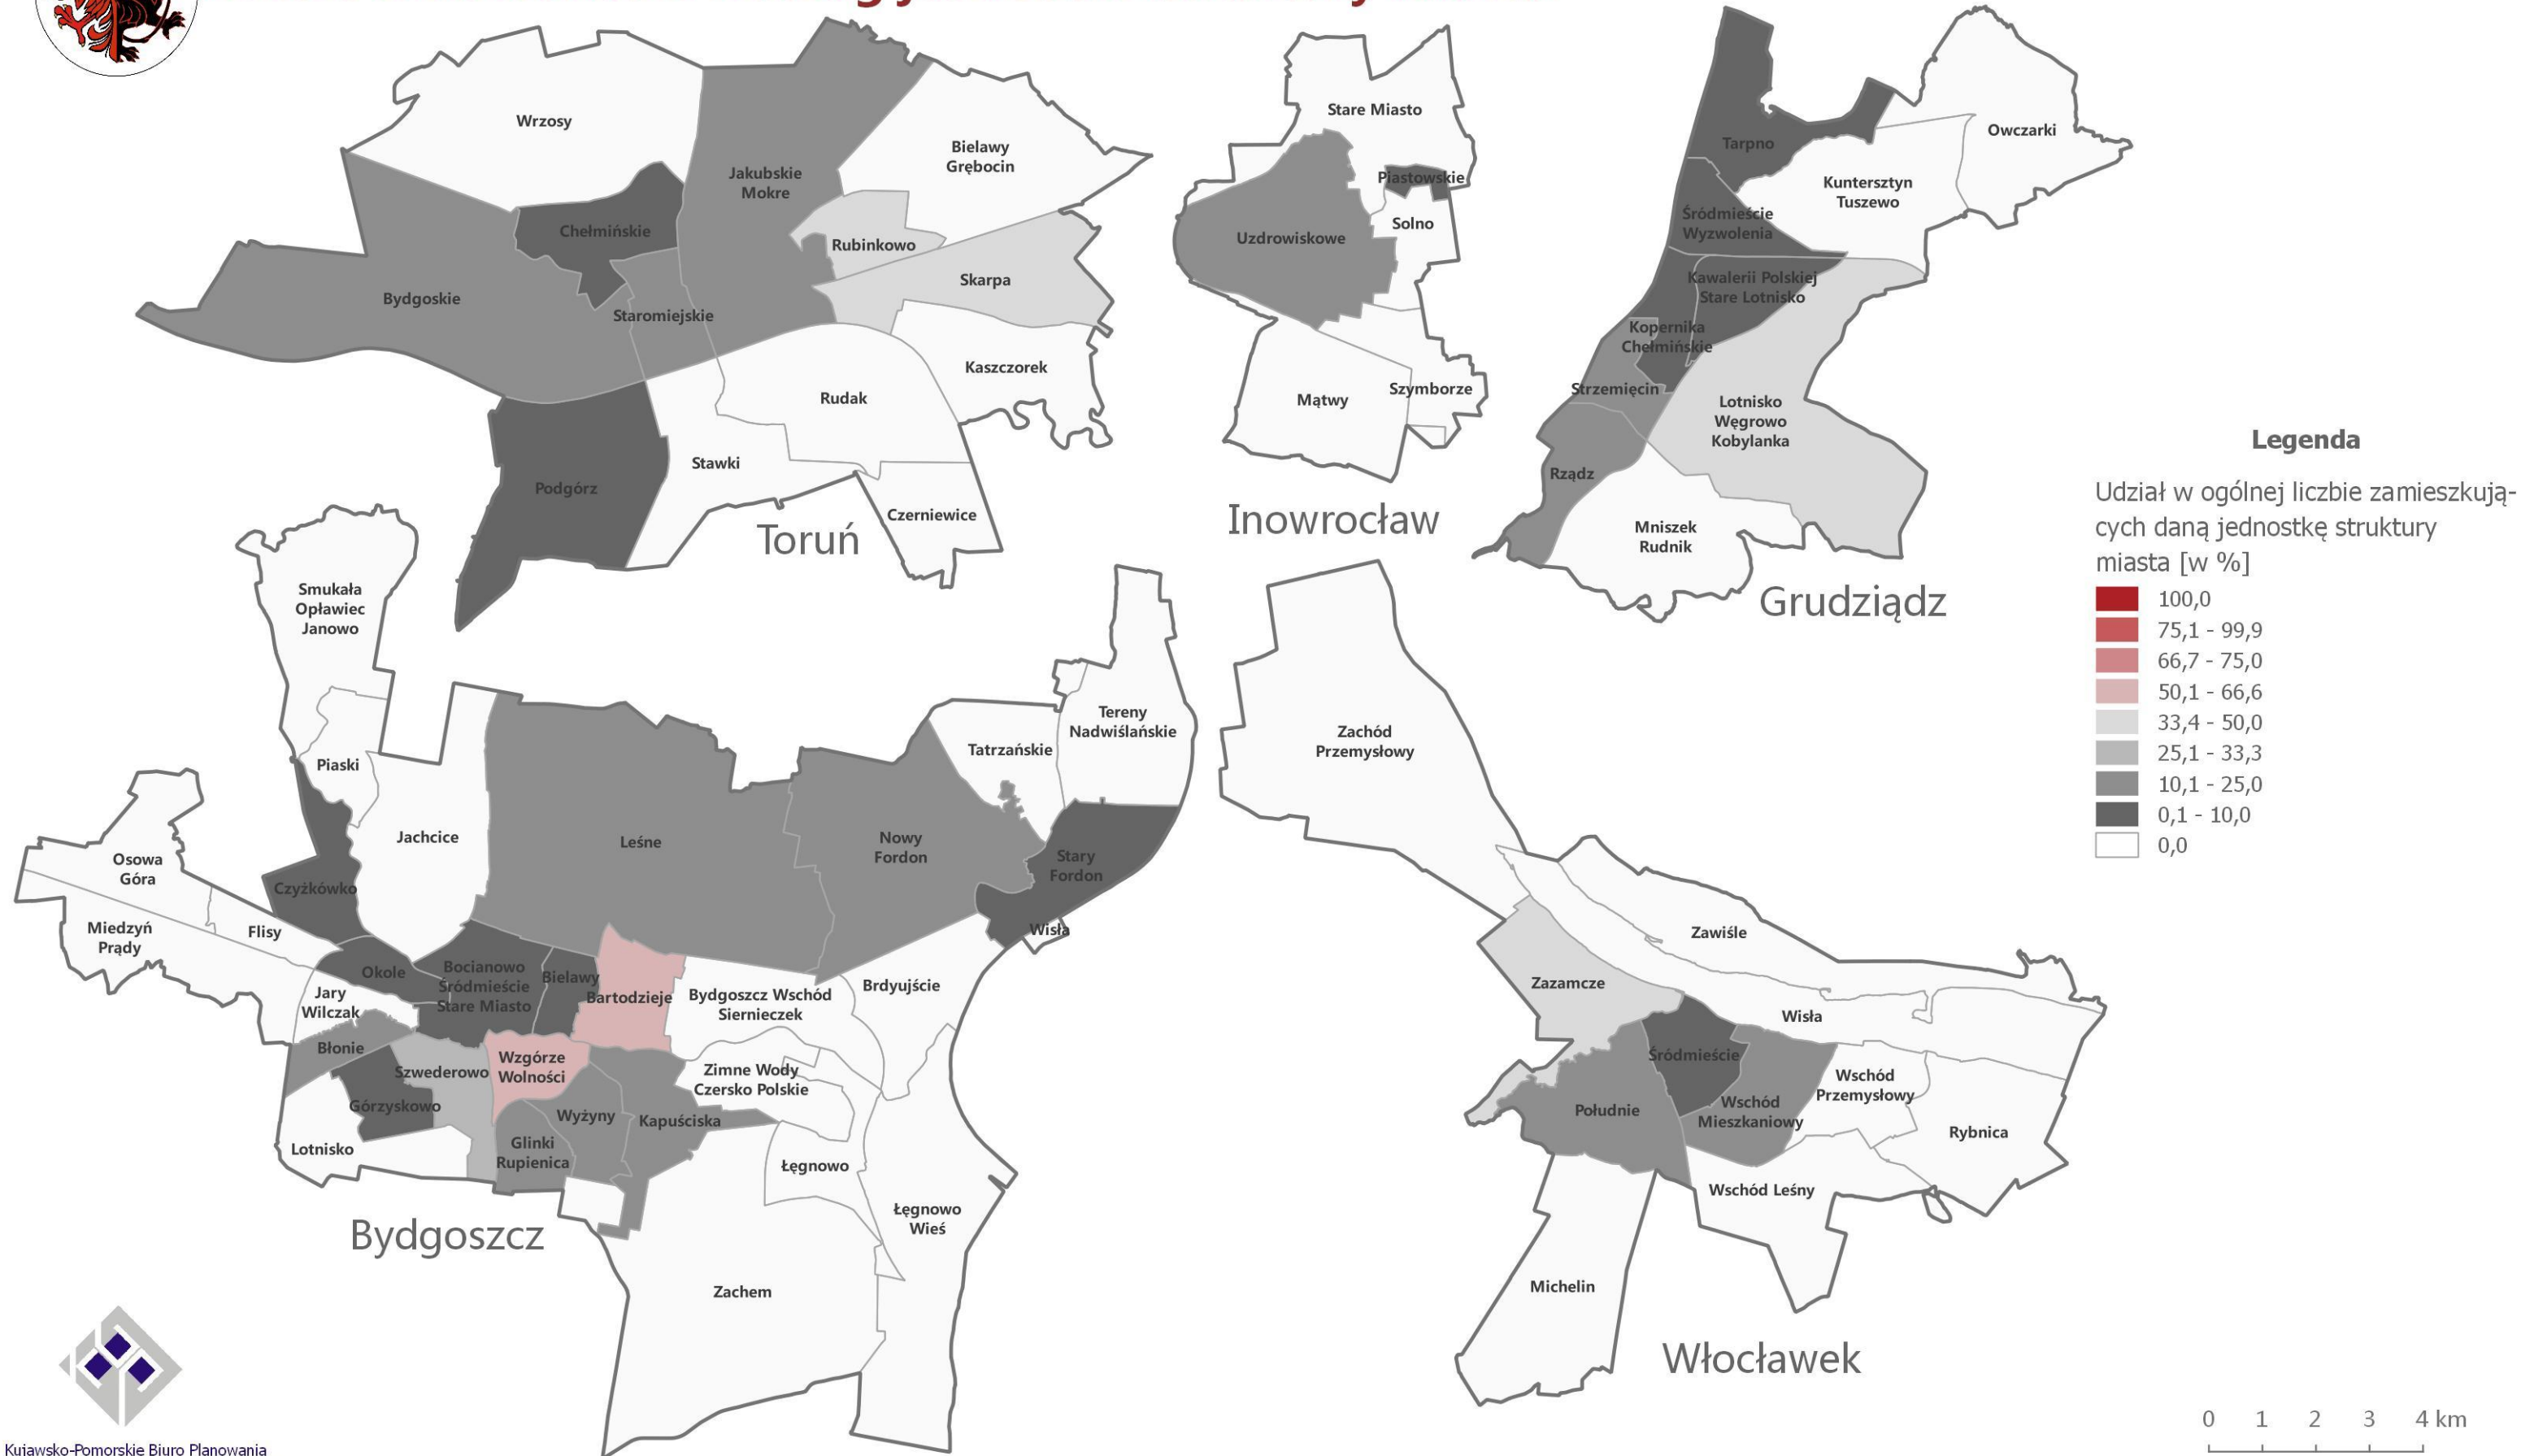 Wrzosy
Bielawy
Grębocin
Jakubskie
Mokre
Chełmińskie
Rubinkowo
Skarpa
Bydgoskie
Staromiejskie
Kaszczorek
Rudak
Stawki
Podgórz
Czerniewice
Toruń
Stare Miasto
Piastowskie
Solno
Uzdrowiskowe
Szymborze
Mątwy
Inowrocław
Owczarki
Tarpno
Kuntersztyn
Tuszewo
Śródmieście
Wyzwolenia
Kawalerii Polskiej
Stare Lotnisko
Kopernika
Chełmińskie
Strzemięcin
Lotnisko
Węgrowo
Kobylanka
Rządz
Mniszek
Rudnik
Grudziądz
Legenda
Udział w ogólnej liczbie zamieszkują-
cych daną jednostkę struktury
miasta [w %]
100,0
75,1 - 99,9
66,7 - 75,0
50,1 - 66,6
33,4 - 50,0
25,1 - 33,3
10,1 - 25,0
0,1 - 10,0
0,0
Smukała
Opławiec
Janowo
Piaski
Jachcice
Leśne
Nowy
Fordon
Tatrzańskie
Tereny
Nadwiślańskie
Stary
Fordon
Wisła
Osowa
Góra
Czyżkówko
Miedzyń
Prądy
Flisy
Okole
Bocianowo
Śródmieście
Stare Miasto
Bielawy
Bartodzieje
Bydgoszcz Wschód
Siernieczek
Brdyujście
Jary
Wilczak
Błonie
Szwederowo
Wzgórze
Wolności
Zimne Wody
Czersko Polskie
Górzyskowo
Wyżyny
Kapuściska
Lotnisko
Glinki
Rupienica
Łęgnowo
Łęgnowo
Wieś
Zachem
Bydgoszcz
Zachód
Przemysłowy
Zawiśle
Zazamcze
Wisła
Śródmieście
Wschód
Przemysłowy
Południe
Wschód
Mieszkaniowy
Rybnica
Wschód Leśny
Michelin
Włocławek
0 1 2 3 4 km
Kujawsko-Pomorskie Biuro Planowania